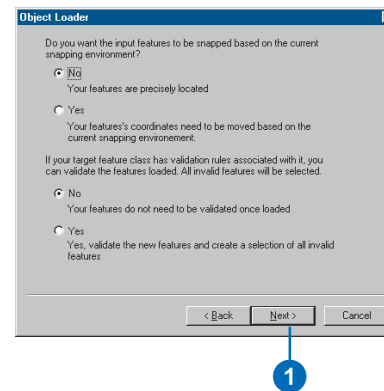 Object Loader
Do you want the input features to be snapped based on the current
snapping environment?
No
Your features are precisely located
Yes
Your features's coordinates need to be moved based on the
current snapping environement.
If your target feature class has validation rules associated with it, you
can validate the features loaded. All invalid features will be selected.
No
Your features do not need to be validated once loaded
Yes
Yes, validate the new features and create a selection of all invalid
features
< Back Next > Cancel
1